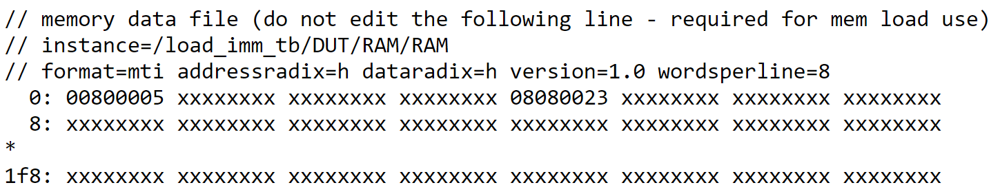 // memory data file (do not edit the following line - required for mem load use)
// instance=/load_imm_tb/DUT/RAM/RAM
// format=mti addressradix=h dataradix=h version=1.0 wordsperline=8
  0: 00800005 xxxxxxxx xxxxxxxx xxxxxxxx 08080023 xxxxxxxx xxxxxxxx xxxxxxxx
  8: xxxxxxxx xxxxxxxx xxxxxxxx xxxxxxxx xxxxxxxx xxxxxxxx xxxxxxxx xxxxxxxx
*
1f8: xxxxxxxx xxxxxxxx xxxxxxxx xxxxxxxx xxxxxxxx xxxxxxxx xxxxxxxx xxxxxxxx